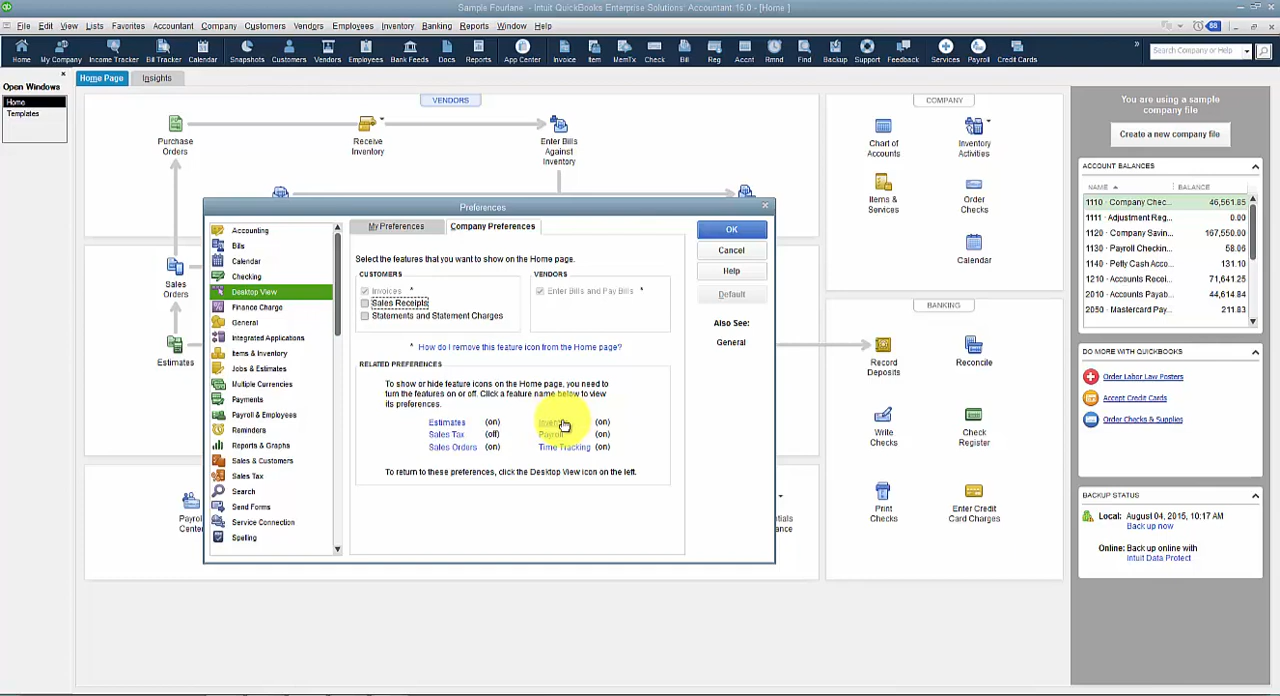 Sample Fourlane - Intuit QuickBooks Enterprise Solutions: Accountant 16.0 - [Home ]
File Edit View Lists Favorites Accountant Company Customers Vendors Employees Inventory Banking Reports Window Help
88
Home My Company Income Tracker Bill Tracker Calendar Snapshots Customers Vendors Employees Bank Feeds Docs Reports App Center Invoice Item MemTx Check Bill Reg Accnt Rmnd Find Backup Support Feedback Services Payroll Credit Cards
Search Company or Help
Open Windows
Home
Templates
Home Page Insights
VENDORS
Purchase
Orders
Receive
Inventory
Enter Bills
Against
Inventory
Sales
Orders
Estimates
Payrol
Center
COMPANY
Chart of
Accounts
Inventory
Activities
Items &
Services
Order
Checks
Calendar
BANKING
Record
Deposits
Reconcile
Write
Checks
Check
Register
Print
Checks
Enter Credit
Card Charges
Preferences
Accounting
Bills
Calendar
Checking
Desktop View
Finance Charge
General
Integrated Applications
Items & Inventory
Jobs & Estimates
Multiple Currencies
Payments
Payroll & Employees
Reminders
Reports & Graphs
Sales & Customers
Sales Tax
Search
Send Forms
Service Connection
Spelling
My Preferences Company Preferences
Select the features that you want to show on the Home page.
CUSTOMERS
Invoices *
Sales Receipts
Statements and Statement Charges
VENDORS
Enter Bills and Pay Bills *
* How do I remove this feature icon from the Home page?
RELATED PREFERENCES
To show or hide feature icons on the Home page, you need to
turn the features on or off. Click a feature name below to view
its preferences.
Estimates (on) (on)
Sales Tax (off) Payroll (on)
Sales Orders (on) Time Tracking (on)
To return to these preferences, click the Desktop View icon on the left.
OK
Cancel
Help
Default
Also See:
General
You are using a sample
company file
Create a new company file
ACCOUNT BALANCES
NAME BALANCE
1110 · Company Chec... 46,561.85
1111 · Adjustment Reg... 0.00
1120 · Company Savin... 167,550.00
1130 · Payroll Checkin... 58.06
1140 · Petty Cash Acco...
1210 · Accounts Recei... 71,641.25
2010 · Accounts Payab... 44,614.84
2050 · Mastercard Pay... 211.83
DO MORE WITH QUICKBOOKS
Order Labor Law Posters
Accept Credit Cards
Order Checks & Supplies
BACKUP STATUS
Local: August 04, 2015, 10:17 AM
Back up now
Online: Back up online with
Intuit Data Protect